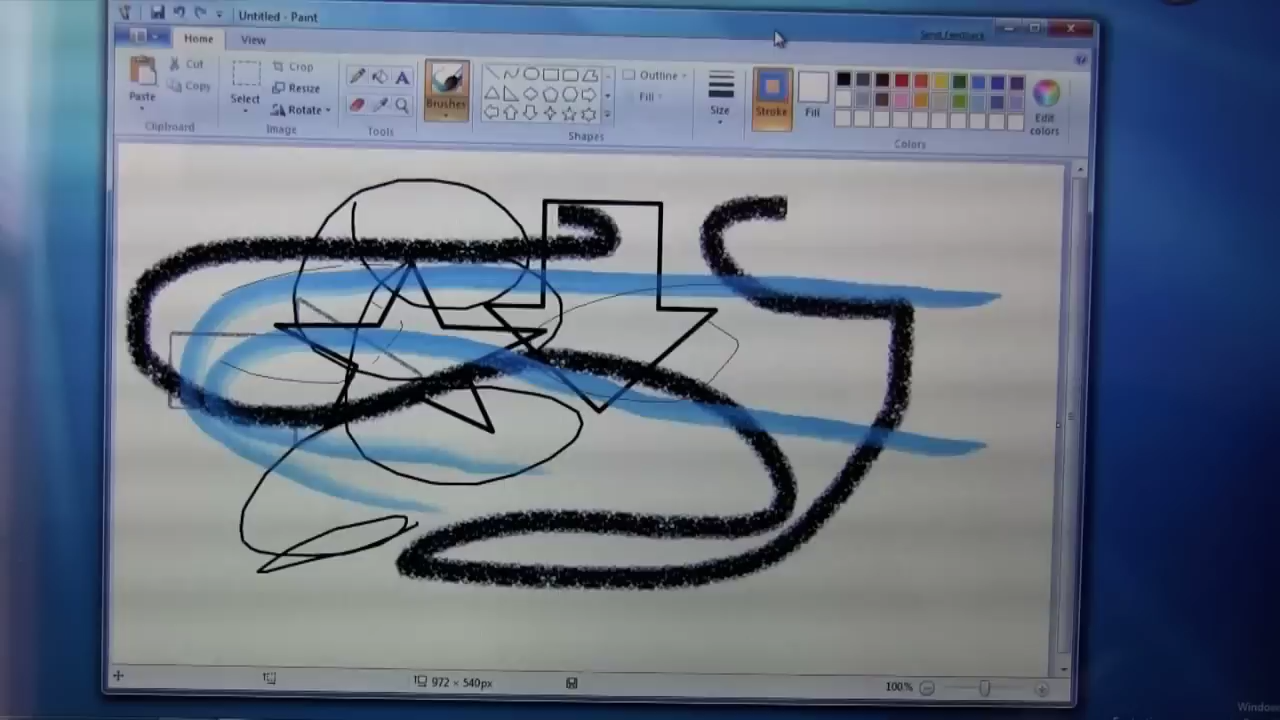 Untitled - Paint
Send feedback
Home
View
Paste
Cut
Copy
Clipboard
Select
Crop
Resize
Rotate
Image
A
Tools
Brushes
Outline
Fill
Shapes
Size
Stroke
Fill
Edit
colors
Colors
972 × 540px
100%
Windows